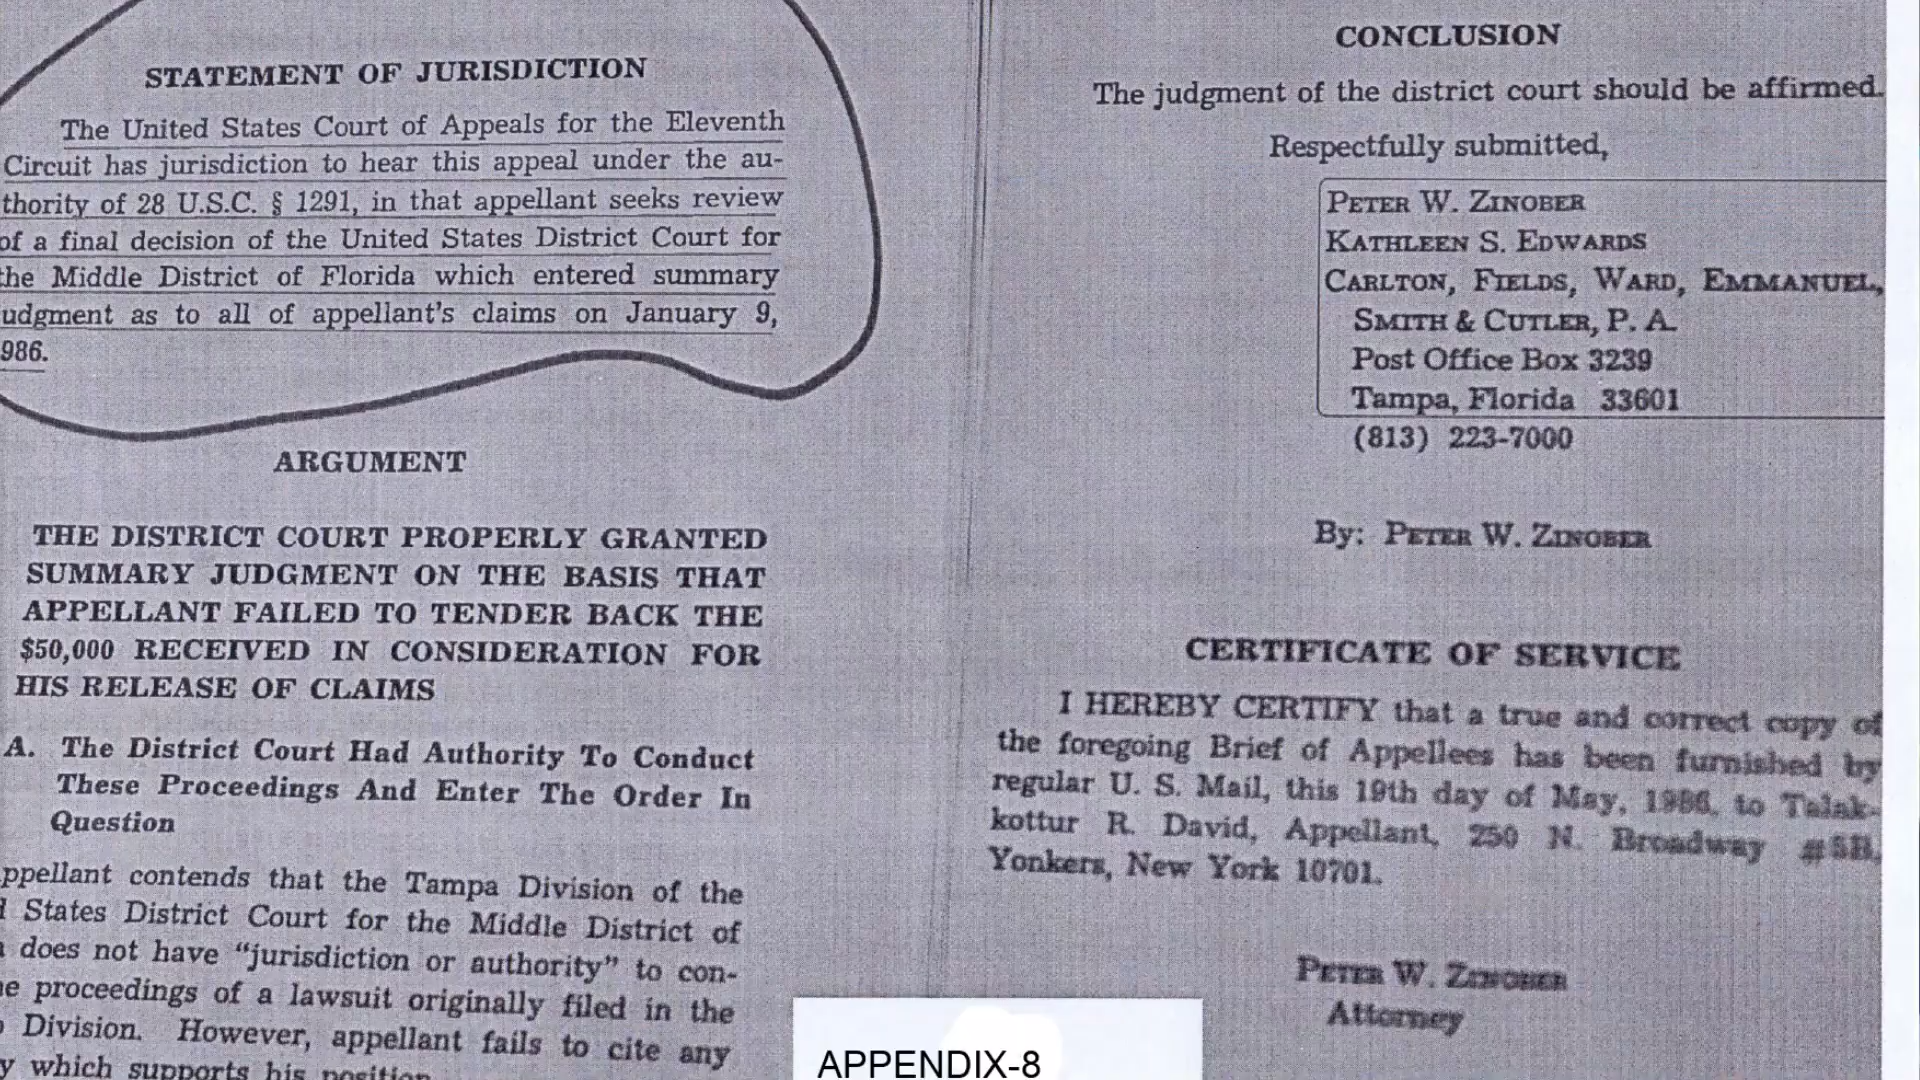 STATEMENT OF JURISDICTION
The United States Court of Appeals for the Eleventh
Circuit has jurisdiction to hear this appeal under the au-
thority of 28 U.S.C. § 1291, in that appellant seeks review
of a final decision of the United States District Court for
the Middle District of Florida which entered summary
udgment as to all of appellant's claims on January 9,
986.
ARGUMENT
THE DISTRICT COURT PROPERLY GRANTED
SUMMARY JUDGMENT ON THE BASIS THAT
APPELLANT FAILED TO TENDER BACK THE
$50,000 RECEIVED IN CONSIDERATION FOR
HIS RELEASE OF CLAIMS
A. The District Court Had Authority To Conduct
These Proceedings And Enter The Order In
Question
ppellant contends that the Tampa Division of the
States District Court for the Middle District of
does not have "jurisdiction or authority" to con-
e proceedings of a lawsuit originally filed in the
Division. However, appellant fails to cite any
y which supports his position.
CONCLUSION
The judgment of the district court should be affirmed.
Respectfully submitted,
PETER W. ZINOBER
KATHLEEN S. EDWARDS
CARLTON, FIELDS, WARD, EMMANUEL,
SMITH & CUTLER, P. A.
Post Office Box 3239
Tampa, Florida 33601
(813) 223-7000
By: PETER W. ZINOBER
CERTIFICATE OF SERVICE
I HEREBY CERTIFY that a true and correct copy of
the foregoing Brief of Appellees has been furnished by
regular U. S. Mail, this 19th day of May, 1986, to Talak-
kottur R. David, Appellant, 250 N. Broadway
Yonkers, New York 10701.
PETER W. ZINOBER
Attorney
APPENDIX-8